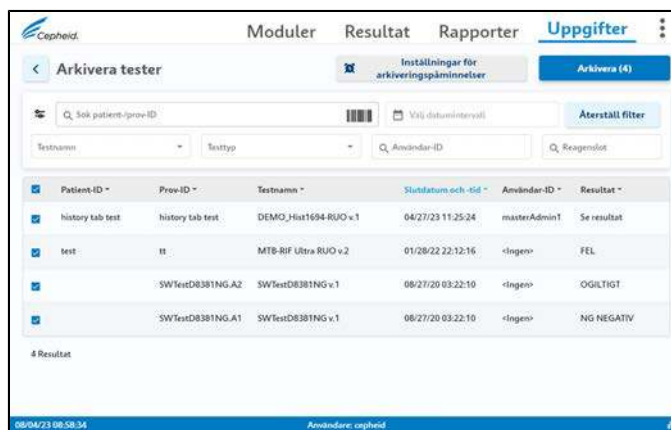 Cepheid. Moduler Resultat Rapporter Uppgifter
Arkivera tester
Inställningar för arkiveringspåminnelser
Arkivera (4)
Sök patient-/prov-ID
Välj datumintervall
Återställ filter
Testnamn Testtyp Användar-ID Reagenslot
Patient-ID Prov-ID Testnamn Slutdatum och -tid Användar-ID Resultat
history tab test history tab test DEMO_Hist1694-RUO v.1 04/27/23 11:25:24 masterAdmin1 Se resultat
test tt MTB-RIF Ultra RUO v.2 01/28/22 22:12:16 <Ingen> FEL
SWTestD8381NG.A2 SWTestD8381NG v.1 08/27/20 03:22:10 <Ingen> OGILTIGT
SWTestD8381NG.A1 SWTestD8381NG v.1 08/27/20 03:22:10 <Ingen> NG NEGATIV
4 Resultat
08/04/23 08:58:34 Användare: cepheid